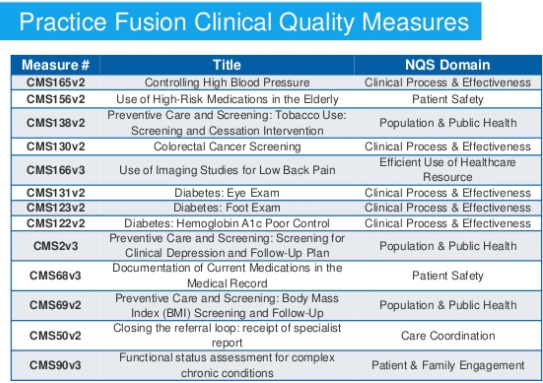 Practice Fusion Clinical Quality Measures
Measure # Title NQS Domain
CMS165v2 Controlling High Blood Pressure Clinical Process & Effectiveness
CMS156v2 Use of High-Risk Medications in the Elderly Patient Safety
CMS138v2 Preventive Care and Screening: Tobacco Use:
Screening and Cessation Intervention Population & Public Health
CMS130v2 Colorectal Cancer Screening Clinical Process & Effectiveness
CMS166v3 Use of Imaging Studies for Low Back Pain Efficient Use of Healthcare
Resource
CMS131v2 Diabetes: Eye Exam Clinical Process & Effectiveness
CMS123v2 Diabetes: Foot Exam Clinical Process & Effectiveness
CMS122v2 Diabetes: Hemoglobin A1c Poor Control Clinical Process & Effectiveness
CMS2v3 Preventive Care and Screening: Screening for
Clinical Depression and Follow-Up Plan Population & Public Health
CMS68v3 Documentation of Current Medications in the
Medical Record Patient Safety
CMS69v2 Preventive Care and Screening: Body Mass
Index (BMI) Screening and Follow-Up Population & Public Health
CMS50v2 Closing the referral loop: receipt of specialist
report Care Coordination
CMS90v3 Functional status assessment for complex
chronic conditions Patient & Family Engagement